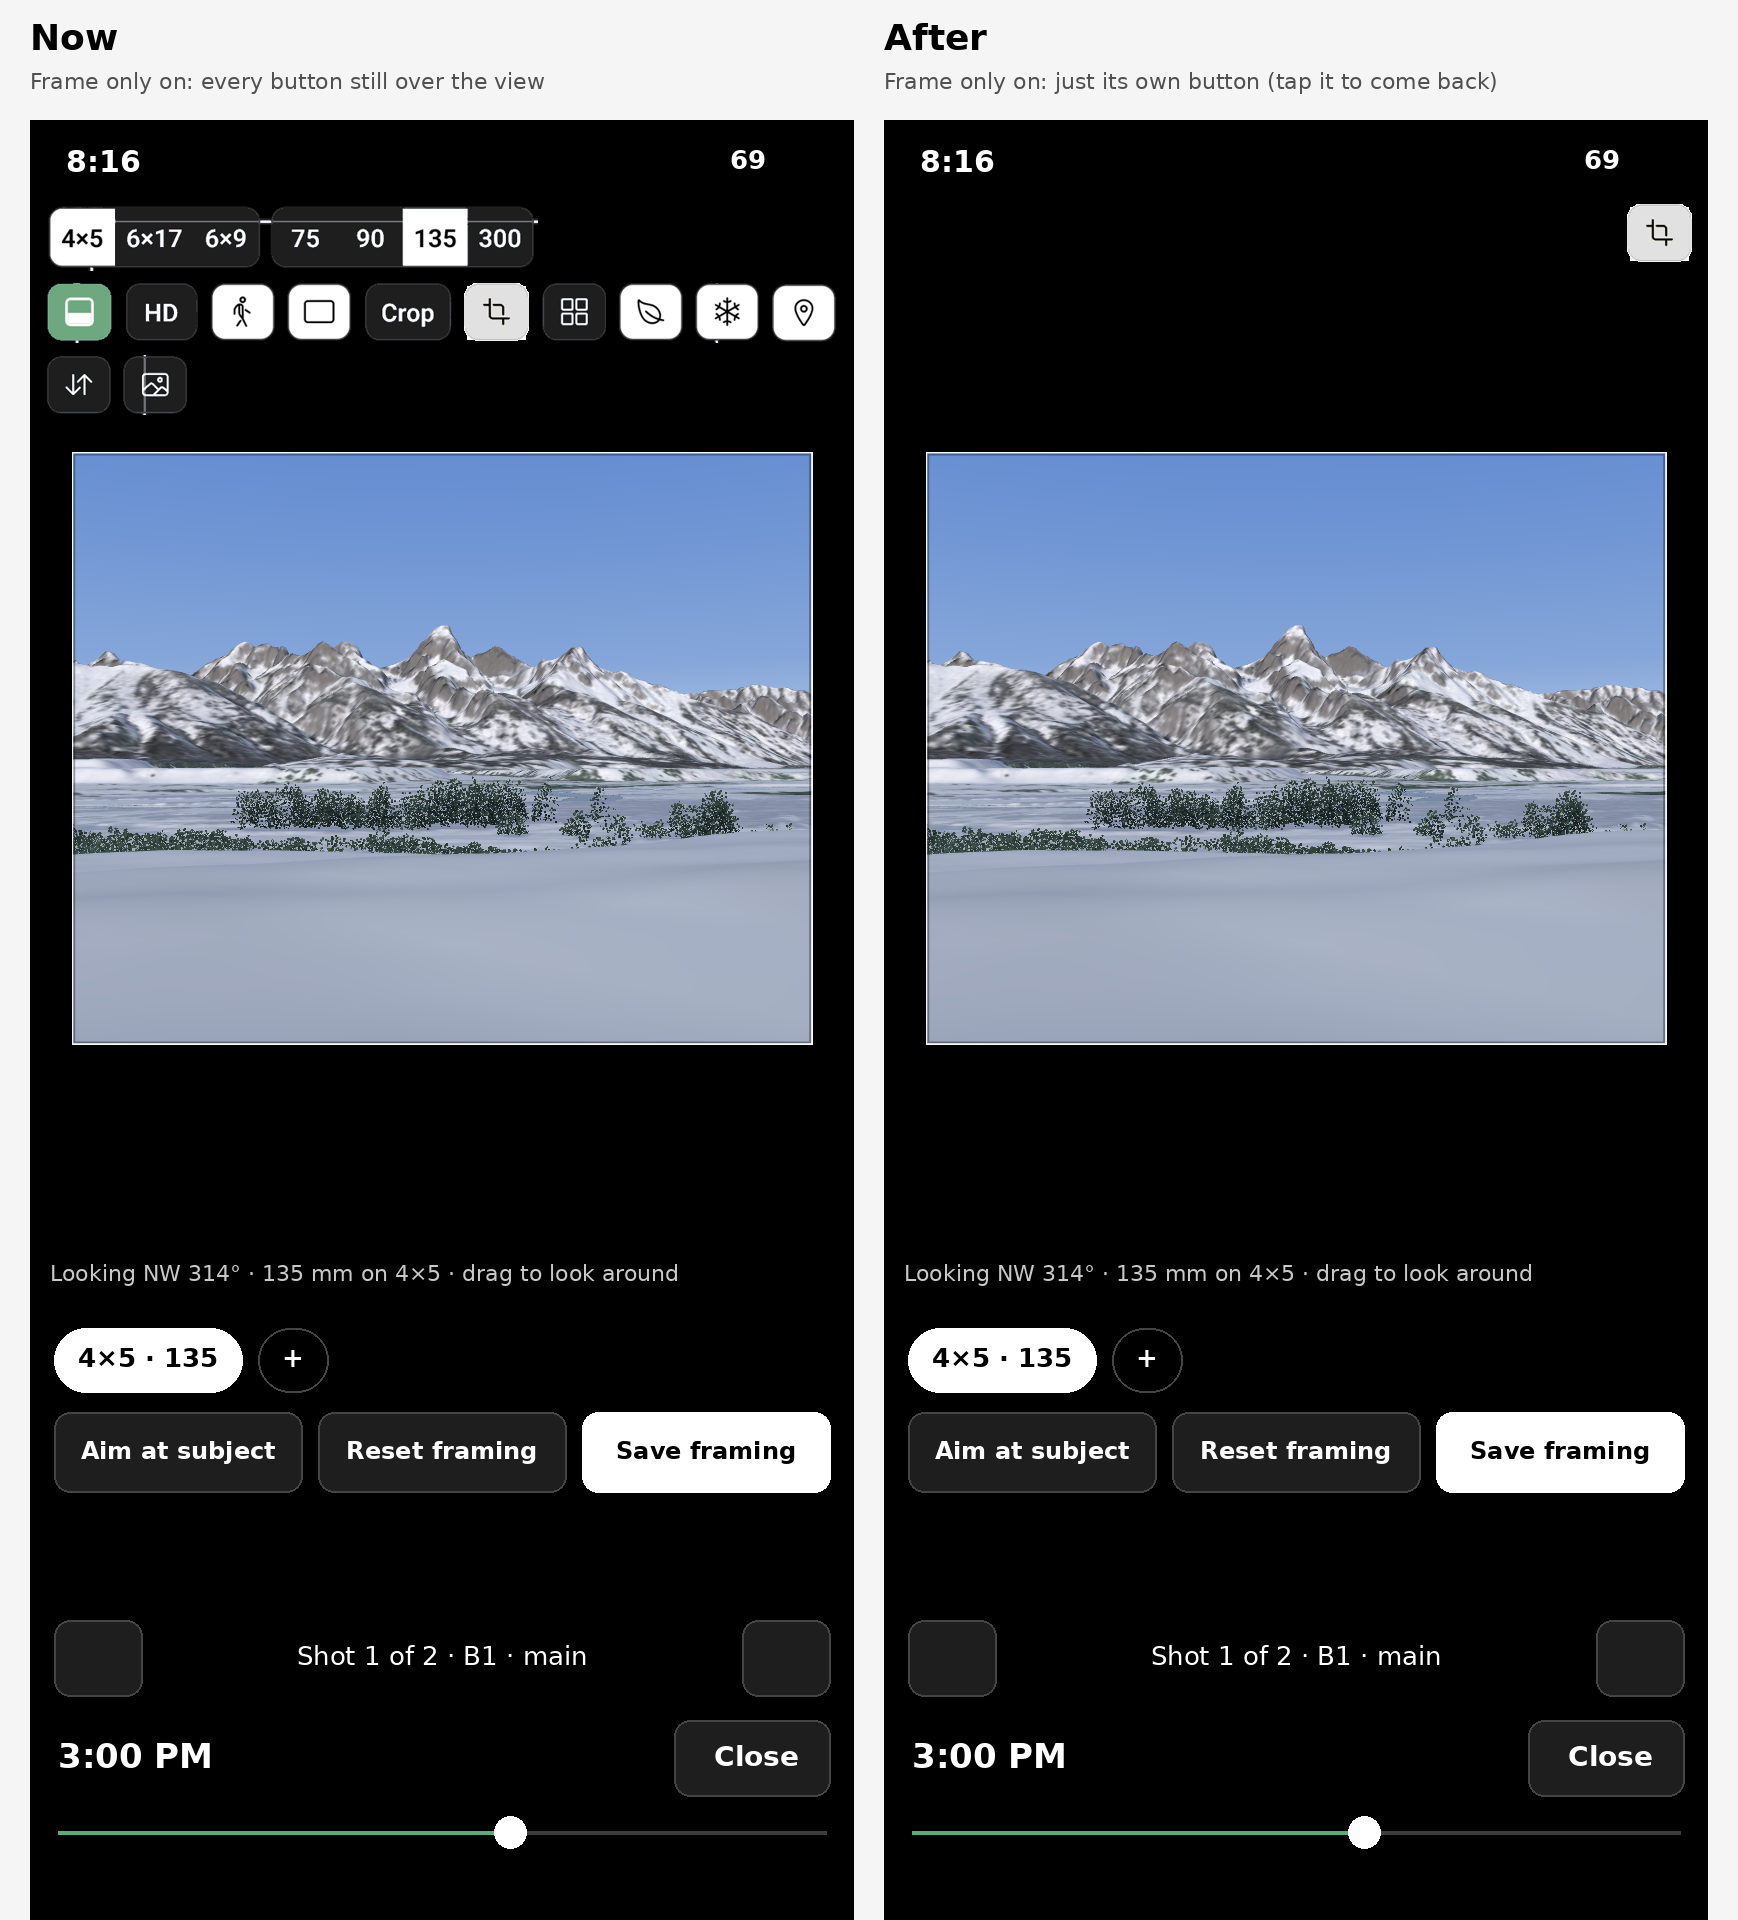 Now
Frame only on: every button still over the view
8:16
69
4×5 6×17 6×9 75 90 135 300
HD Crop
Looking NW 314° · 135 mm on 4×5 · drag to look around
4×5 · 135 +
Aim at subject Reset framing Save framing
Shot 1 of 2 · B1 · main
3:00 PM Close
After
Frame only on: just its own button (tap it to come back)
8:16
69
Looking NW 314° · 135 mm on 4×5 · drag to look around
4×5 · 135 +
Aim at subject Reset framing Save framing
Shot 1 of 2 · B1 · main
3:00 PM Close